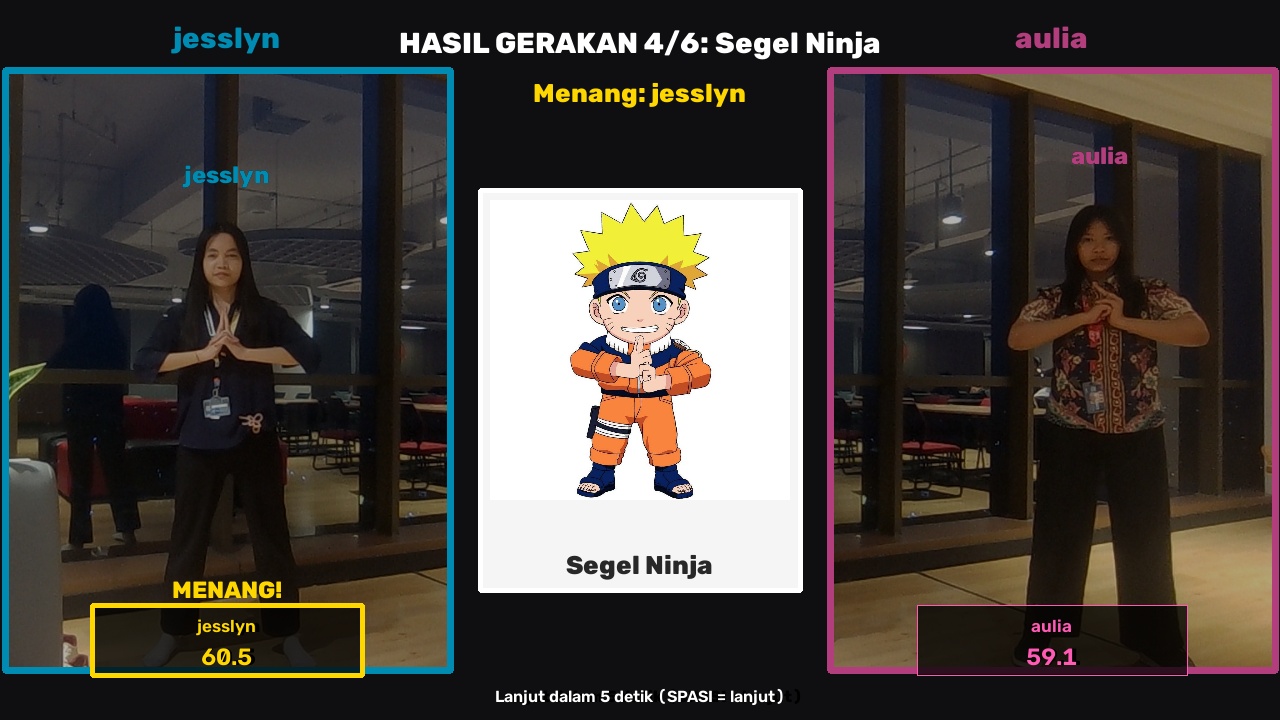 jesslyn
HASIL GERAKAN 4/6: Segel Ninja
aulia
Menang: jesslyn
jesslyn
aulia
Segel Ninja
MENANG!
jesslyn
60.5
aulia
59.1
Lanjut dalam 5 detik (SPASI = lanjut)